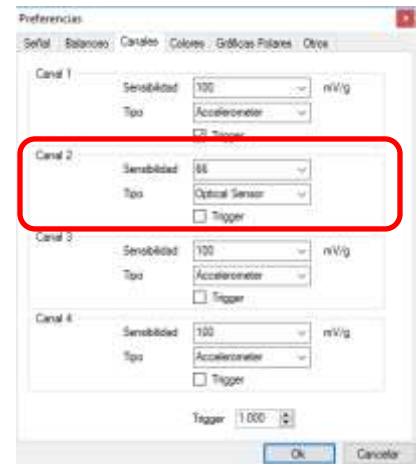 Preferencias
Señal Balanceo Canales Colores Gráficas Polares Otros
Canal 1
Sensibilidad 100 mV/g
Tipo Accelerometer
Trigger
Canal 2
Sensibilidad 66
Tipo Optical Sensor
Trigger
Canal 3
Sensibilidad 100 mV/g
Tipo Accelerometer
Trigger
Canal 4
Sensibilidad 100 mV/g
Tipo Accelerometer
Trigger
Trigger 1.000
Ok Cancelar